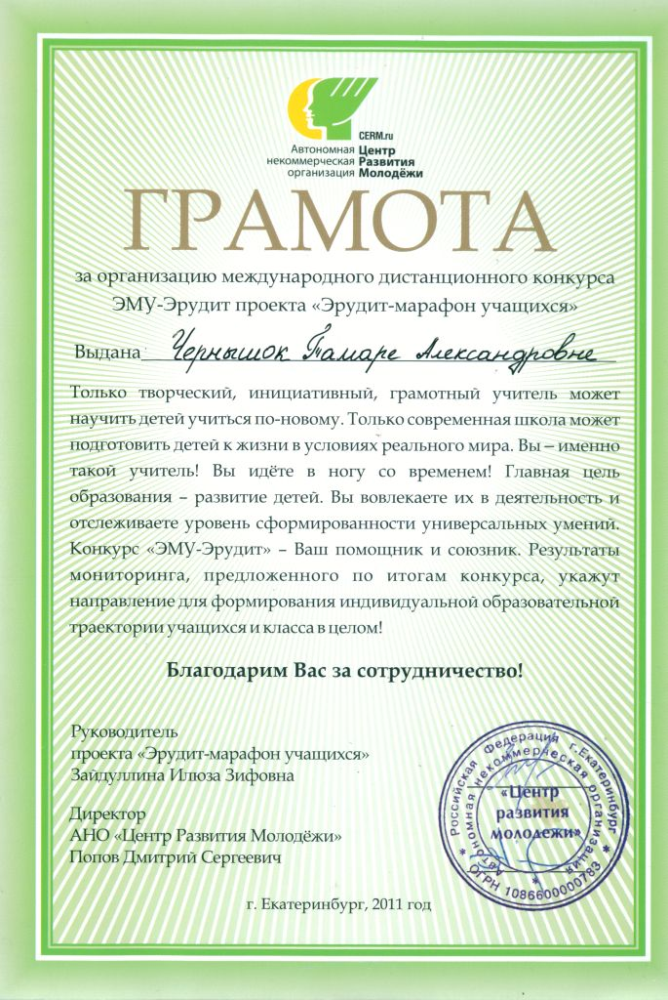 CERM.ru
Автономная некоммерческая организация
Центр Развития Молодёжи
ГРАМОТА
за организацию международного дистанционного конкурса
ЭМУ-Эрудит проекта «Эрудит-марафон учащихся»
Выдана Чернышок Тамаре Александровне
Только творческий, инициативный, грамотный учитель может
научить детей учиться по-новому. Только современная школа может
подготовить детей к жизни в условиях реального мира. Вы – именно
такой учитель! Вы идёте в ногу со временем! Главная цель
образования – развитие детей. Вы вовлекаете их в деятельность и
отслеживаете уровень сформированности универсальных умений.
Конкурс «ЭМУ-Эрудит» – Ваш помощник и союзник. Результаты
мониторинга, предложенного по итогам конкурса, укажут
направление для формирования индивидуальной образовательной
траектории учащихся и класса в целом!
Благодарим Вас за сотрудничество!
Руководитель
проекта «Эрудит-марафон учащихся»
Зайдуллина Илюза Зифовна
Директор
АНО «Центр Развития Молодёжи»
Попов Дмитрий Сергеевич
Российская Федерация г.Екатеринбург
Автономная некоммерческая организация
«Центр
развития
молодежи»
ОГРН 1086600000783
г. Екатеринбург, 2011 год